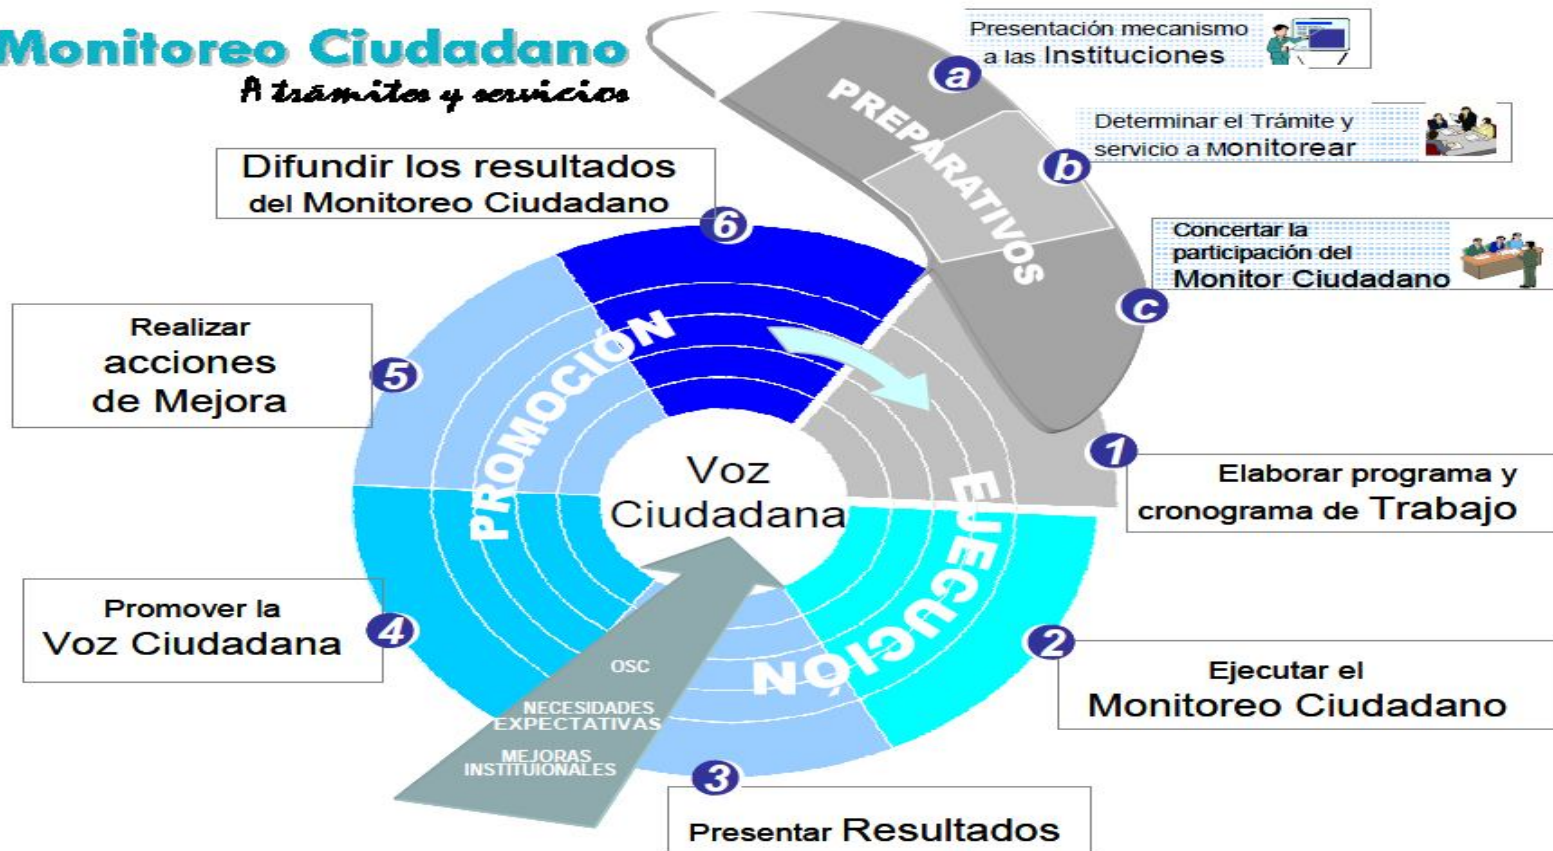 Monitoreo Ciudadano
A trámites y servicios
Presentación mecanismo
a las Instituciones
a
PREPARATIVOS
Determinar el Trámite y
servicio a Monitorear
b
Concertar la
participación del
Monitor Ciudadano
c
Difundir los resultados
del Monitoreo Ciudadano
6
Realizar
acciones
de Mejora
5
PROMOCIÓN
Voz
Ciudadana
1
Elaborar programa y
cronograma de Trabajo
EJECUCIÓN
Promover la
Voz Ciudadana
4
2
Ejecutar el
Monitoreo Ciudadano
OSC
NECESIDADES
EXPECTATIVAS
MEJORAS
INSTITUIONALES
3
Presentar Resultados